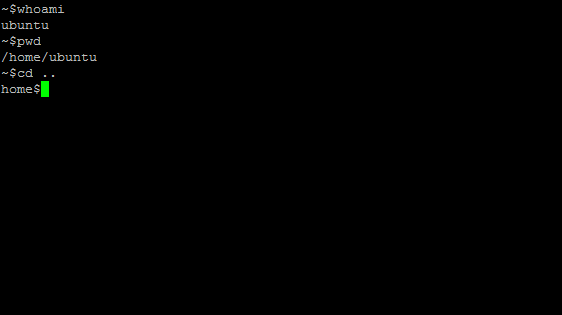 ~$whoami
ubuntu
~$pwd
/home/ubuntu
~$cd ..
home$